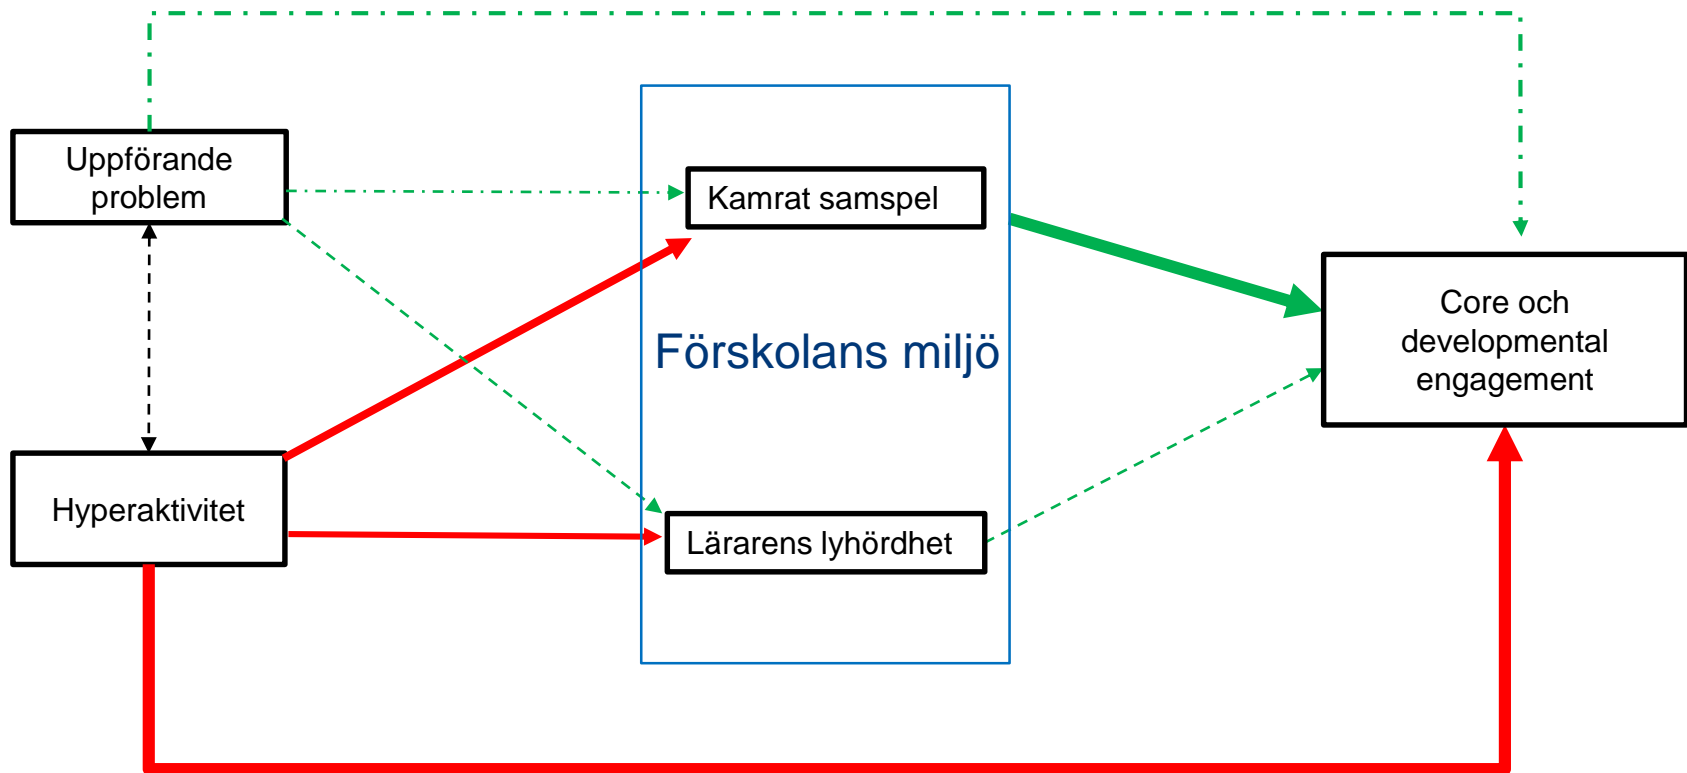 Uppförande
problem
Kamrat samspel
Förskolans miljö
Core och
developmental
engagement
Hyperaktivitet
Lärarens lyhördhet